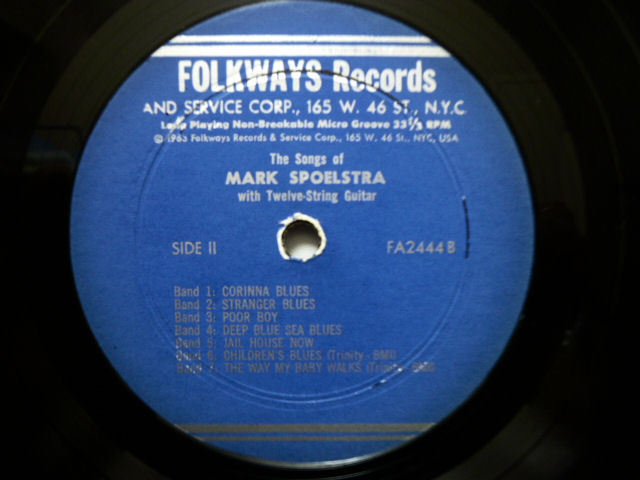 FOLKWAYS Records
AND SERVICE CORP., 165 W. 46 ST., N.Y.C.
Long Playing Non-Breakable Micro Groove 33⅓ RPM
© 1963 Folkways Records & Service Corp., 165 W. 46 St., NYC, USA
The Songs of
MARK SPOELSTRA
with Twelve-String Guitar
SIDE II FA2444B
Band 1: CORINNA BLUES
Band 2: STRANGER BLUES
Band 3: POOR BOY
Band 4: DEEP BLUE SEA BLUES
Band 5: JAIL HOUSE NOW
Band 6: CHILDREN'S BLUES (Trinity - BMI)
Band 7: THE WAY MY BABY WALKS (Trinity - BMI)